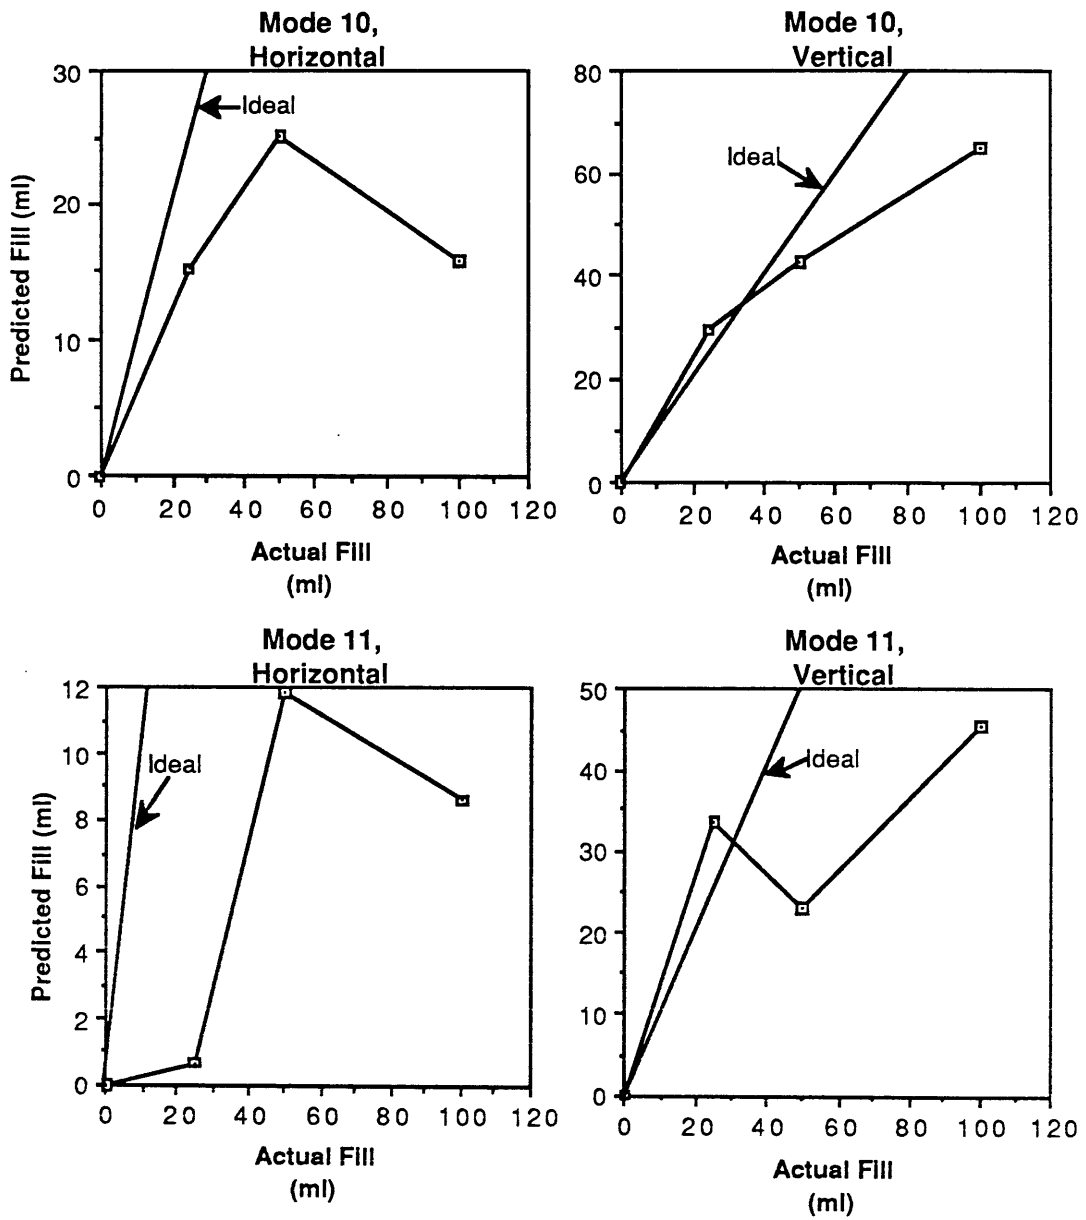 Mode 10,
Horizontal
30
20
10
0
Ideal
Predicted Fill (ml)
0 20 40 60 80 100 120
Actual Fill
(ml)
Mode 10,
Vertical
80
60
40
20
0
Ideal
0 20 40 60 80 100 120
Actual Fill
(ml)
Mode 11,
Horizontal
12
10
8
6
4
2
0
Ideal
Predicted Fill (ml)
0 20 40 60 80 100 120
Actual Fill
(ml)
Mode 11,
Vertical
50
40
30
20
10
0
Ideal
0 20 40 60 80 100 120
Actual Fill
(ml)